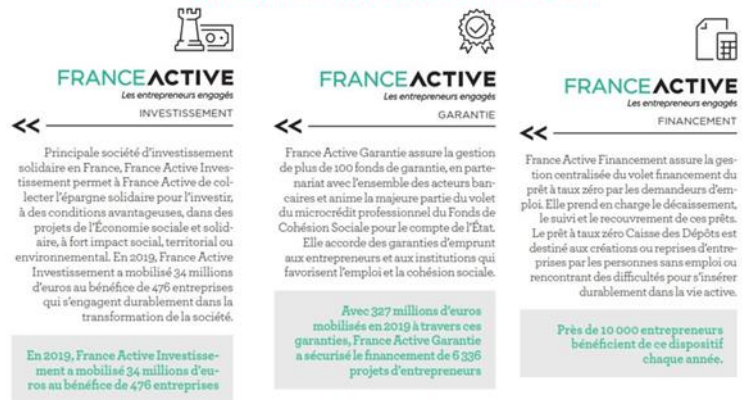 FRANCE ACTIVE
Les entrepreneurs engagés
INVESTISSEMENT
Principale société d'investissement
solidaire en France, France Active Inves-
tissement permet à France Active de col-
lecter l'épargne solidaire pour l'investir,
à des conditions avantageuses, dans des
projets de l'Économie sociale et solid-
aire, à fort impact social, territorial ou
environnemental. En 2019, France Active
Investissement a mobilisé 34 millions
d'euros au bénéfice de 476 entreprises
qui s'engagent durablement dans la
transformation de la société.
En 2019, France Active Investisse-
ment a mobilisé 34 millions d'eu-
ros au bénéfice de 476 entreprises
FRANCE ACTIVE
Les entrepreneurs engagés
GARANTIE
France Active Garantie assure la gestion
de plus de 100 fonds de garantie, en parte-
nariat avec l'ensemble des acteurs ban-
caires et anime la majeure partie du volet
du microcrédit professionnel du Fonds de
Cohésion Sociale pour le compte de l'État.
Elle accorde des garanties d'emprunt
aux entrepreneurs et aux institutions qui
favorisent l'emploi et la cohésion sociale.
Avec 327 millions d'euros
mobilisés en 2019 à travers ces
garanties, France Active Garantie
a sécurisé le financement de 6 336
projets d'entrepreneurs
FRANCE ACTIVE
Les entrepreneurs engagés
FINANCEMENT
France Active Financement assure la ges-
tion centralisée du volet financement du
prêt à taux zéro par les demandeurs d'em-
ploi. Elle prend en charge le décaissement,
le suivi et le recouvrement de ces prêts.
Le prêt à taux zéro Caisse des Dépôts est
destiné aux créations ou reprises d'entre-
prises par les personnes sans emploi ou
rencontrant des difficultés pour s'insérer
durablement dans la vie active.
Près de 10 000 entrepreneurs
bénéficient de ce dispositif
chaque année.